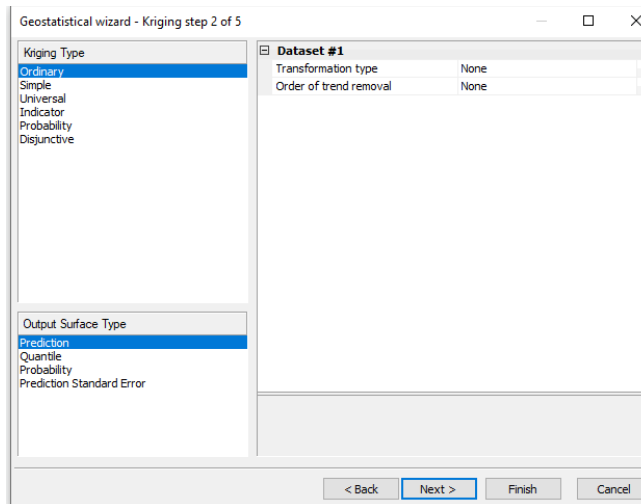 Geostatistical wizard - Kriging step 2 of 5
Kriging Type
Ordinary
Simple
Universal
Indicator
Probability
Disjunctive
Dataset #1
Transformation type None
Order of trend removal None
Output Surface Type
Prediction
Quantile
Probability
Prediction Standard Error
< Back Next > Finish Cancel